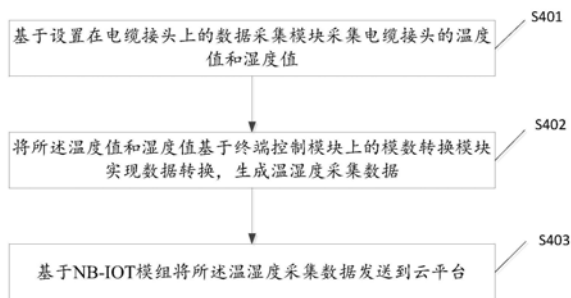 S401
基于设置在电缆接头上的数据采集模块采集电缆接头的温度
值和湿度值
S402
将所述温度值和湿度值基于终端控制模块上的模数转换模块
实现数据转换，生成温湿度采集数据
S403
基于NB-IOT模组将所述温湿度采集数据发送到云平台